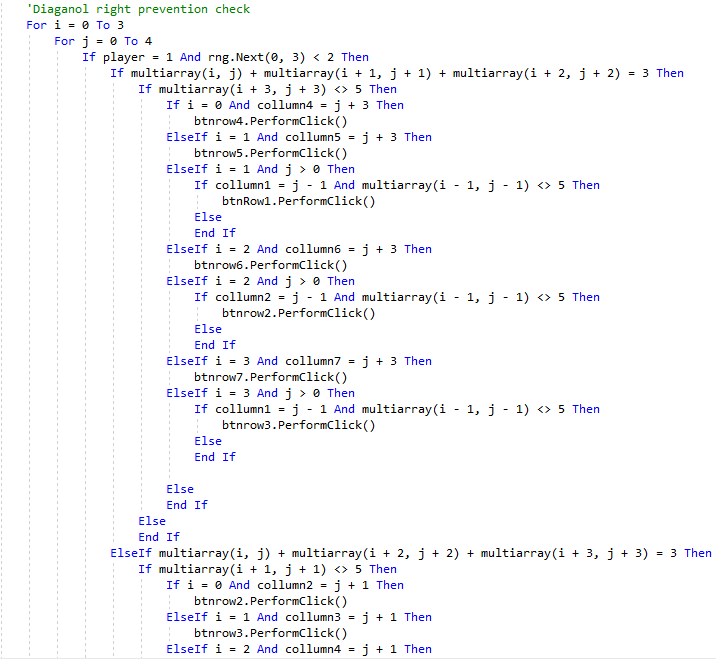 'Diaganol right prevention check
For i = 0 To 3
For j = 0 To 4
If player = 1 And rng.Next(0, 3) < 2 Then
If multiarray(i, j) + multiarray(i + 1, j + 1) + multiarray(i + 2, j + 2) = 3 Then
If multiarray(i + 3, j + 3) <> 5 Then
If i = 0 And collumn4 = j + 3 Then
btnrow4.PerformClick()
ElseIf i = 1 And collumn5 = j + 3 Then
btnrow5.PerformClick()
ElseIf i = 1 And j > 0 Then
If collumn1 = j - 1 And multiarray(i - 1, j - 1) <> 5 Then
btnRow1.PerformClick()
Else
End If
ElseIf i = 2 And collumn6 = j + 3 Then
btnrow6.PerformClick()
ElseIf i = 2 And j > 0 Then
If collumn2 = j - 1 And multiarray(i - 1, j - 1) <> 5 Then
btnrow2.PerformClick()
Else
End If
ElseIf i = 3 And collumn7 = j + 3 Then
btnrow7.PerformClick()
ElseIf i = 3 And j > 0 Then
If collumn1 = j - 1 And multiarray(i - 1, j - 1) <> 5 Then
btnrow3.PerformClick()
Else
End If
Else
End If
Else
End If
ElseIf multiarray(i, j) + multiarray(i + 2, j + 2) + multiarray(i + 3, j + 3) = 3 Then
If multiarray(i + 1, j + 1) <> 5 Then
If i = 0 And collumn2 = j + 1 Then
btnrow2.PerformClick()
ElseIf i = 1 And collumn3 = j + 1 Then
btnrow3.PerformClick()
ElseIf i = 2 And collumn4 = j + 1 Then